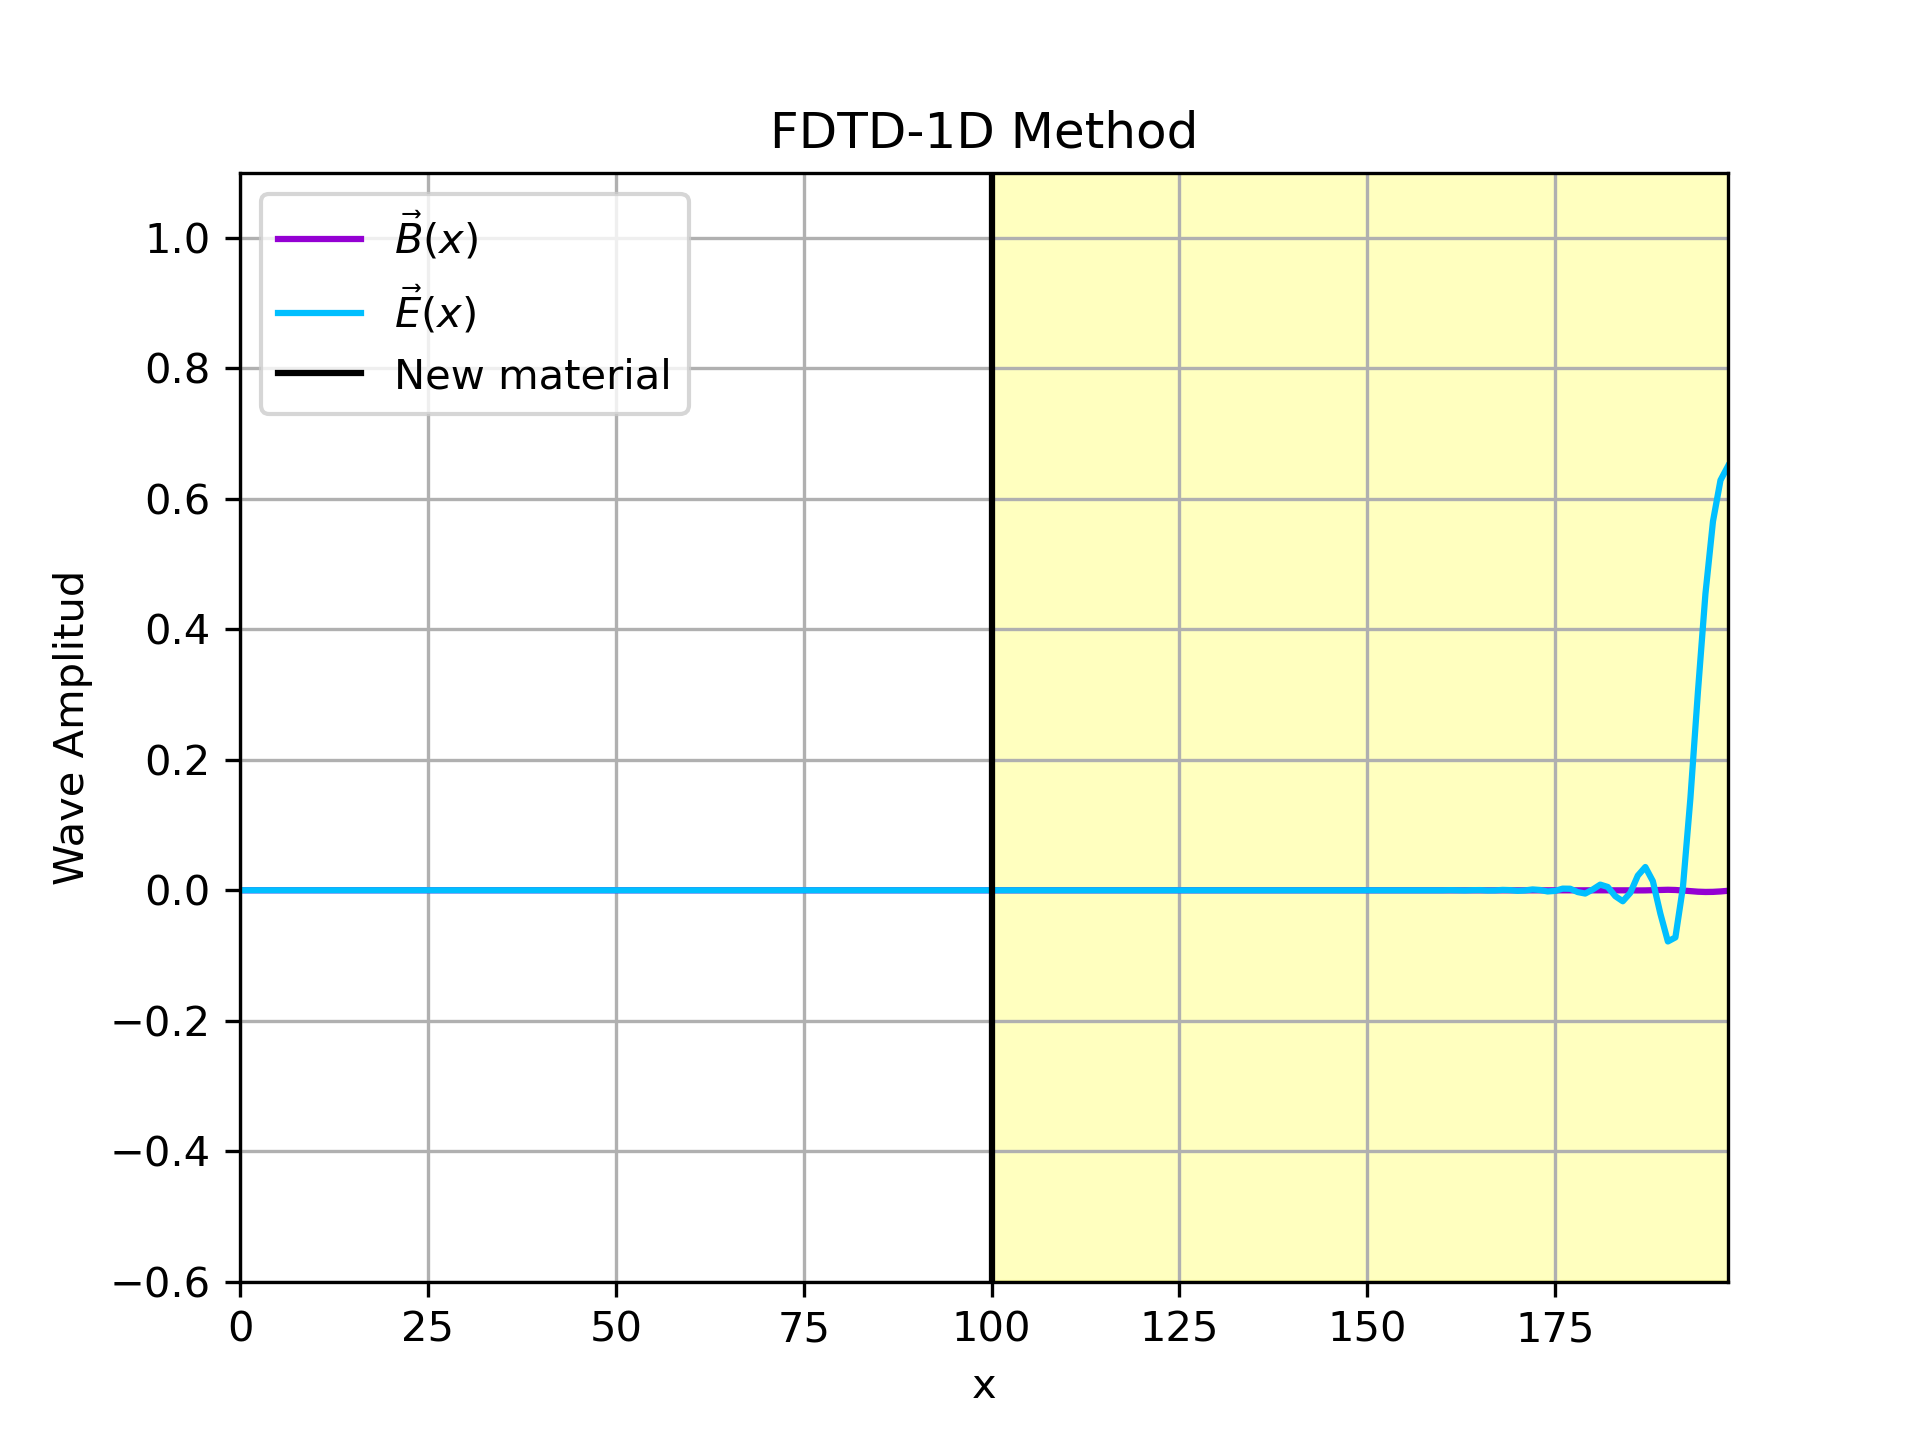 FDTD-1D Method
B⃗(x)
E⃗(x)
New material
Wave Amplitud
1.0
0.8
0.6
0.4
0.2
0.0
−0.2
−0.4
−0.6
0 25 50 75 100 125 150 175
x